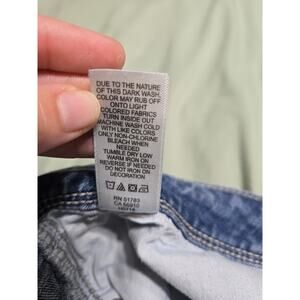 DUE TO THE NATURE
OF THIS DARK WASH,
COLOR MAY RUB OFF
ONTO LIGHT
COLORED FABRICS
TURN INSIDE OUT
MACHINE WASH COLD
WITH LIKE COLORS
ONLY NON-CHLORINE
BLEACH WHEN
NEEDED
TUMBLE DRY LOW
WARM IRON ON
REVERSE IF NEEDED
DO NOT IRON ON
DECORATION
RN 51783
CA 56910